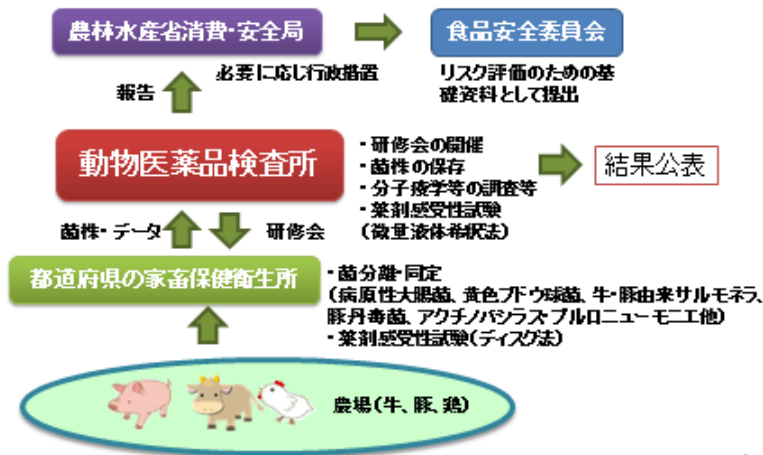 農林水産省消費・安全局
食品安全委員会
報告
必要に応じ行政措置
リスク評価のための基
礎資料として提出
動物医薬品検査所
・研修会の開催
・菌株の保存
・分子疫学等の調査等
・薬剤感受性試験
(微量液体希釈法)
結果公表
菌株・データ
研修会
都道府県の家畜保健衛生所
・菌分離・同定
(病原性大腸菌、黄色ブドウ球菌、牛・豚由来サルモネラ、
豚丹毒菌、アクチノバシラス・プルロニューモニエ他)
・薬剤感受性試験(ディスク法)
農場(牛、豚、鶏)